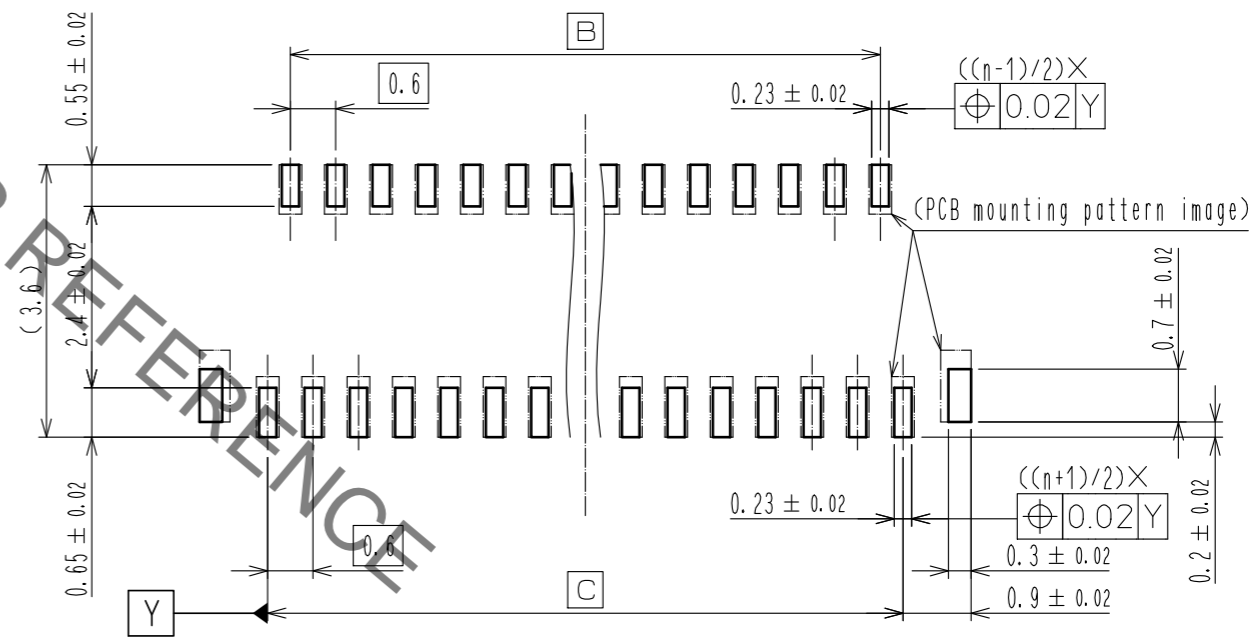 B
0.55 ± 0.02
0.6
0.23 ± 0.02
((n-1)/2)X
⌖ 0.02 Y
(PCB mounting pattern image)
(3.6)
2.4 ± 0.02
0.7 ± 0.02
REFERENCE
0.65 ± 0.02
0.6
0.23 ± 0.02
((n+1)/2)X
⌖ 0.02 Y
0.2 ± 0.02
0.3 ± 0.02
C
0.9 ± 0.02
Y